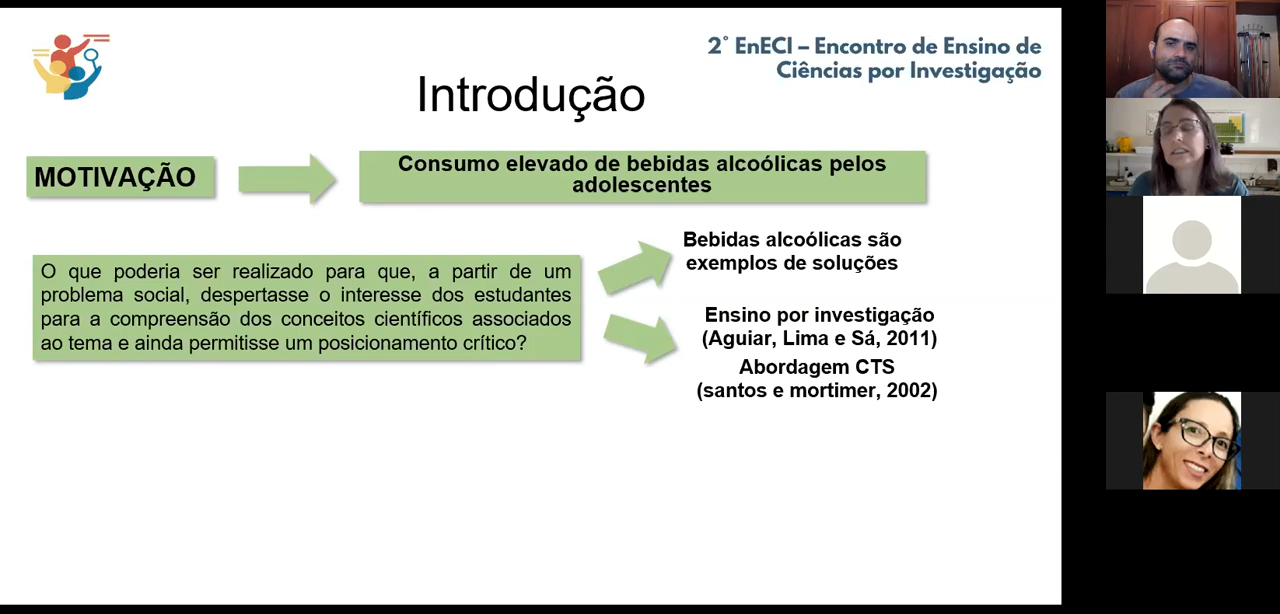 2° EnECI – Encontro de Ensino de
Ciências por Investigação
Introdução
MOTIVAÇÃO
Consumo elevado de bebidas alcoólicas pelos
adolescentes
O que poderia ser realizado para que, a partir de um
problema social, despertasse o interesse dos estudantes
para a compreensão dos conceitos científicos associados
ao tema e ainda permitisse um posicionamento crítico?
Bebidas alcoólicas são
exemplos de soluções
Ensino por investigação
(Aguiar, Lima e Sá, 2011)
Abordagem CTS
(santos e mortimer, 2002)